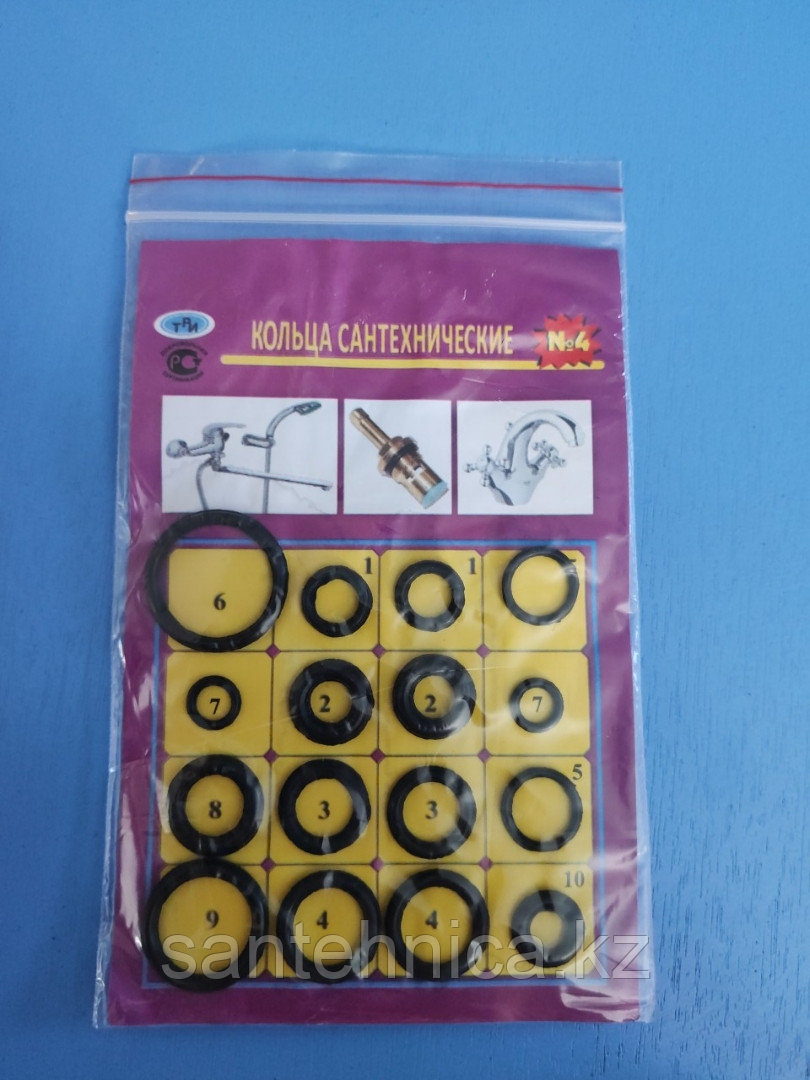 ТРИ
КОЛЬЦА САНТЕХНИЧЕСКИЕ
№4
РС
6 1 1
7 2 2 7
8 3 3 5
9 4 4 10
santehnica.kz